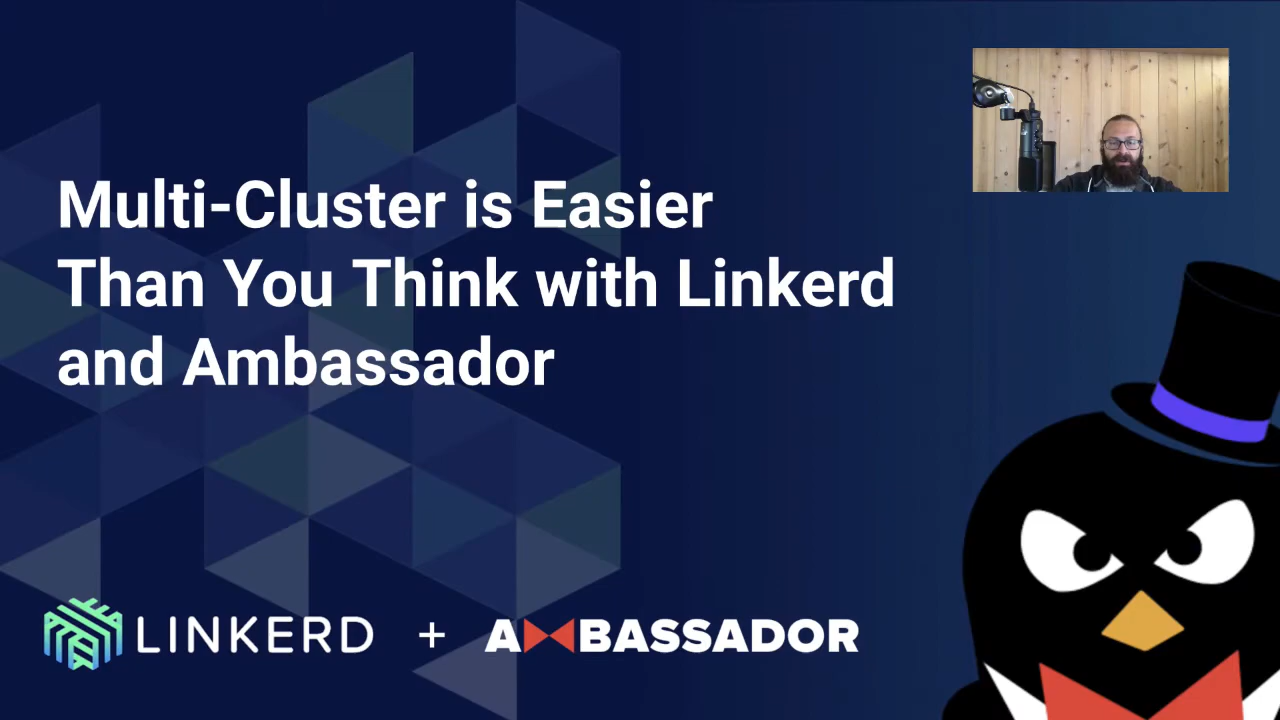 Multi-Cluster is Easier
Than You Think with Linkerd
and Ambassador
LINKERD + AMBASSADOR